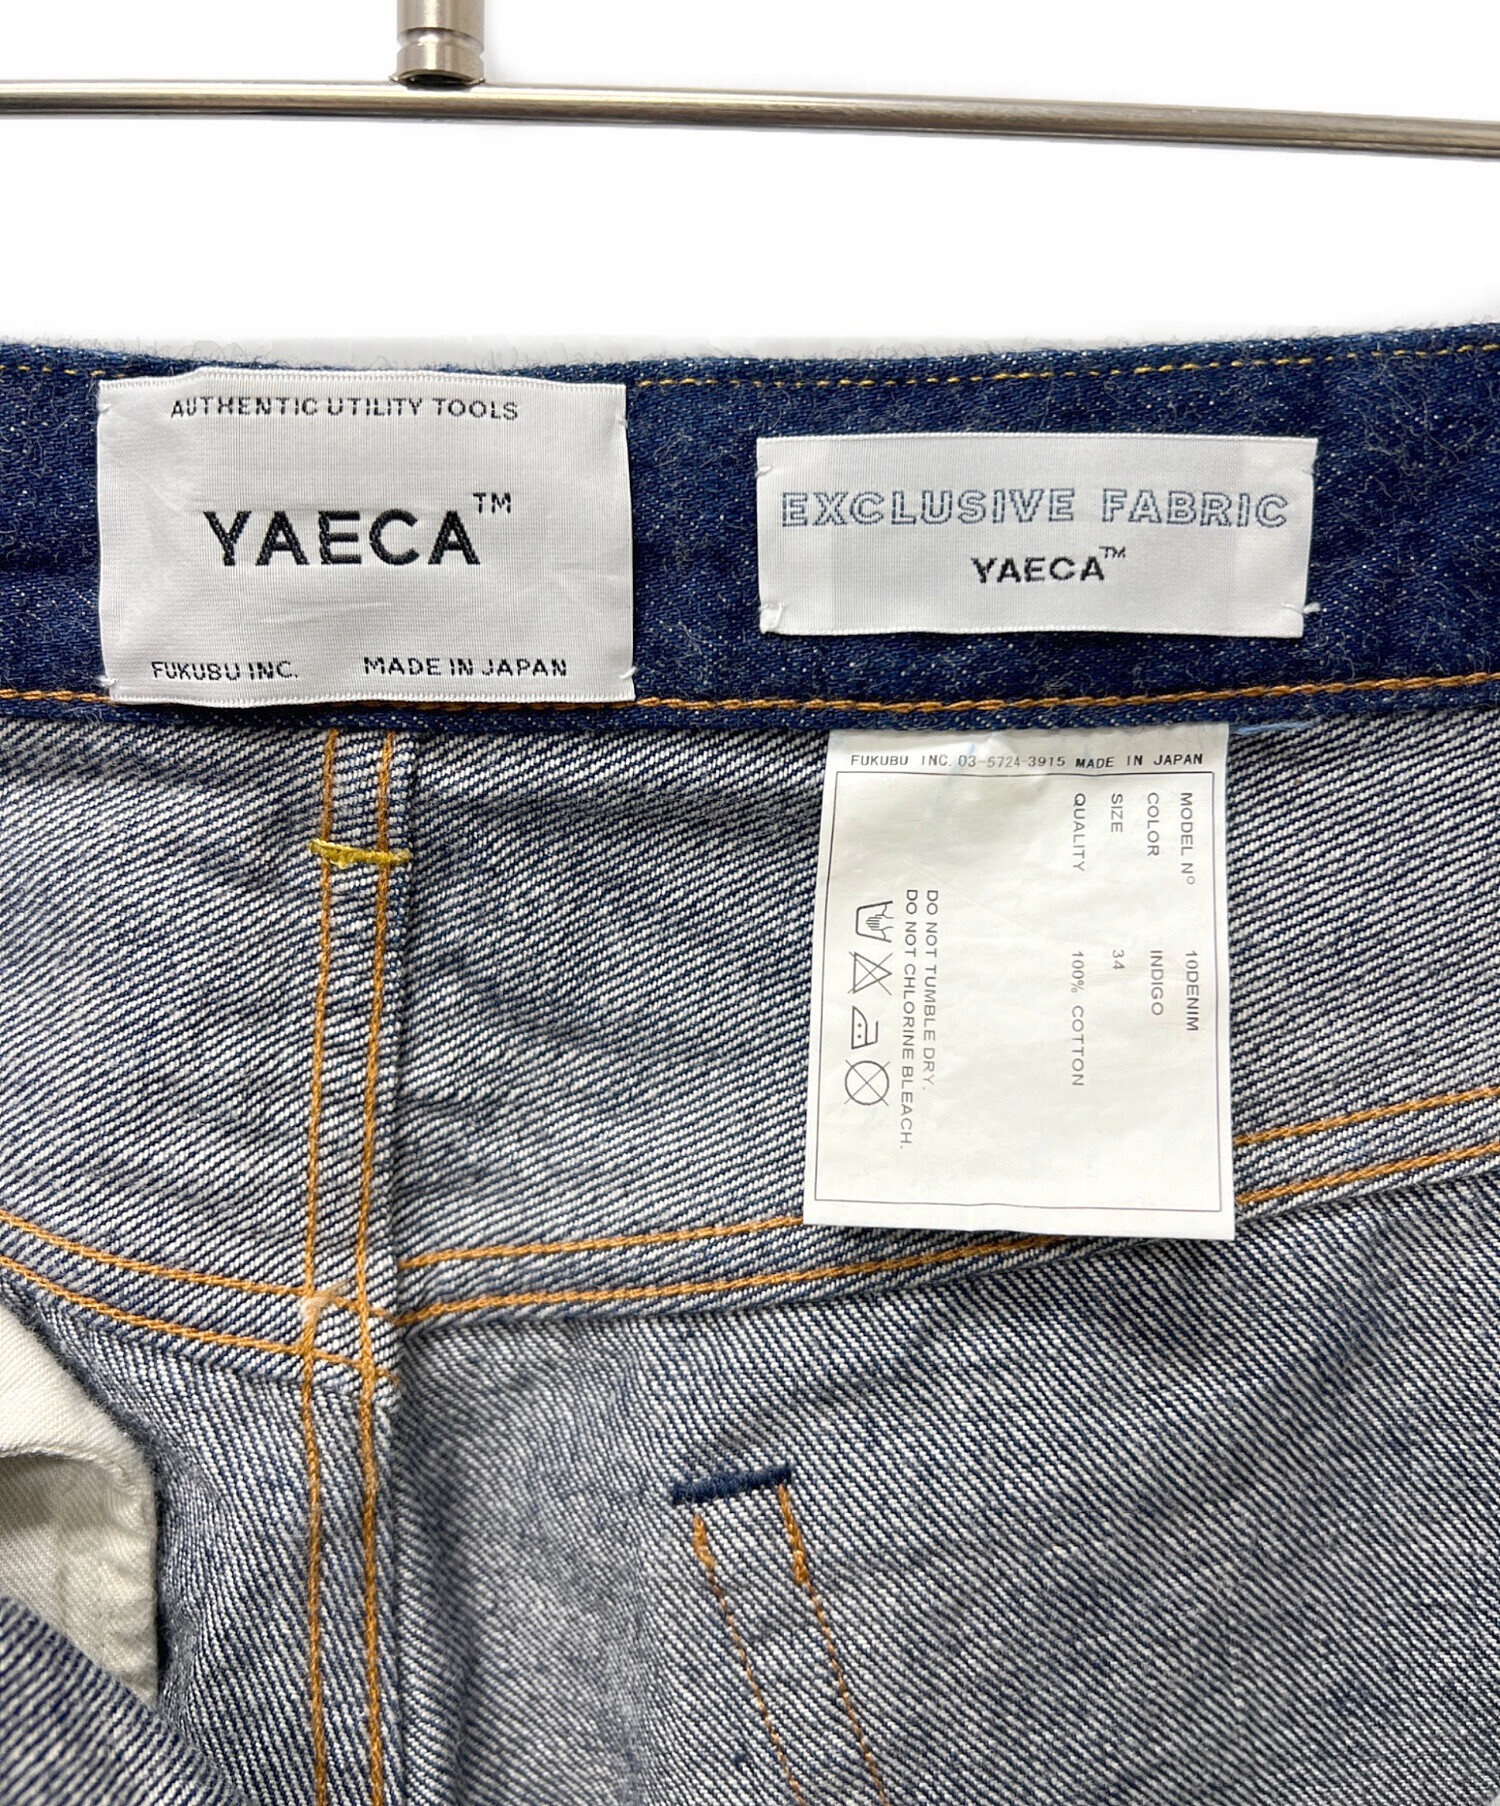 AUTHENTIC UTILITY TOOLS
YAECA™
FUKUBU INC. MADE IN JAPAN
EXCLUSIVE FABRIC
YAECA™
FUKUBU INC. 03-5724-3915 MADE IN JAPAN
MODEL Nº 10DENIM
COLOR INDIGO
SIZE 34
QUALITY 100% COTTON
DO NOT TUMBLE DRY.
DO NOT CHLORINE BLEACH.